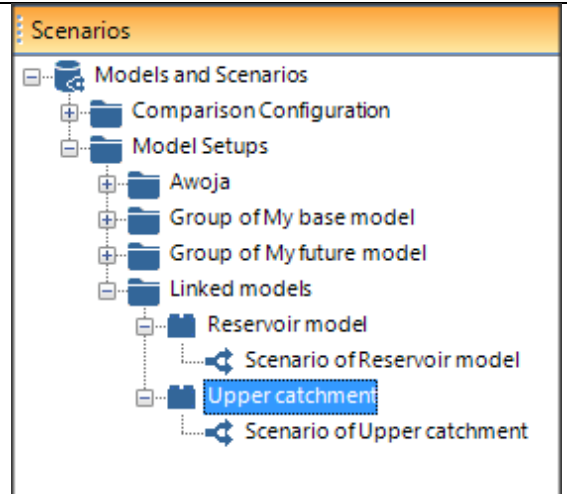 Scenarios
Models and Scenarios
Comparison Configuration
Model Setups
Awoja
Group of My base model
Group of My future model
Linked models
Reservoir model
Scenario of Reservoir model
Upper catchment
Scenario of Upper catchment